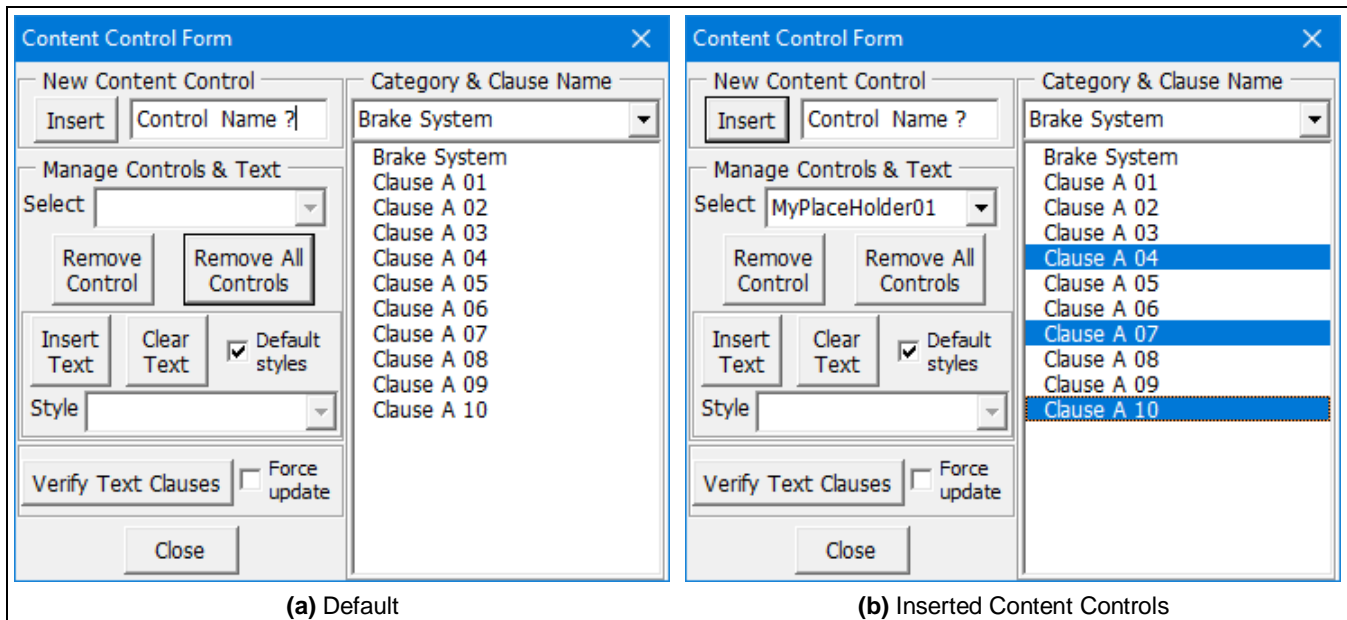 Content Control Form
New Content Control
Insert
Control Name ?
Manage Controls & Text
Select
Remove
Control
Remove All
Controls
Insert
Text
Clear
Text
Default
styles
Style
Verify Text Clauses
Force
update
Close
Category & Clause Name
Brake System
Brake System
Clause A 01
Clause A 02
Clause A 03
Clause A 04
Clause A 05
Clause A 06
Clause A 07
Clause A 08
Clause A 09
Clause A 10
(a) Default
Content Control Form
New Content Control
Insert
Control Name ?
Manage Controls & Text
Select MyPlaceHolder01
Remove
Control
Remove All
Controls
Insert
Text
Clear
Text
Default
styles
Style
Verify Text Clauses
Force
update
Close
Category & Clause Name
Brake System
Brake System
Clause A 01
Clause A 02
Clause A 03
Clause A 04
Clause A 05
Clause A 06
Clause A 07
Clause A 08
Clause A 09
Clause A 10
(b) Inserted Content Controls